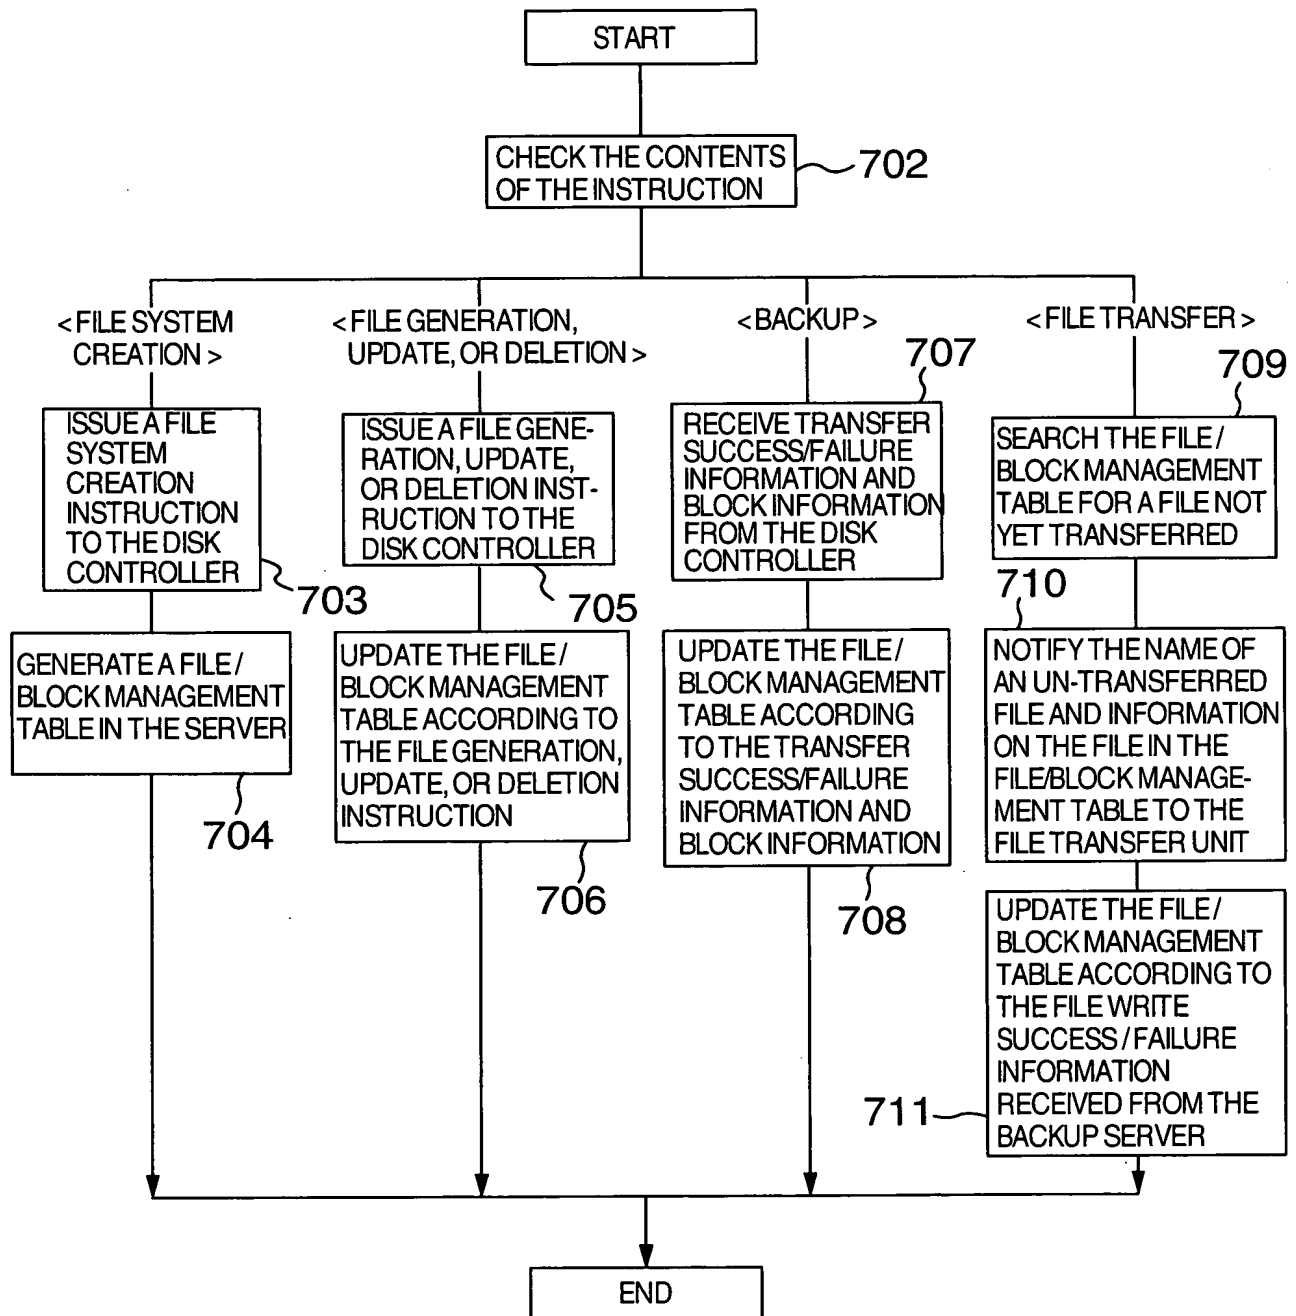 START
CHECK THE CONTENTS
OF THE INSTRUCTION
702
< FILE SYSTEM
CREATION >
ISSUE A FILE
SYSTEM
CREATION
INSTRUCTION
TO THE DISK
CONTROLLER
703
GENERATE A FILE /
BLOCK MANAGEMENT
TABLE IN THE SERVER
704
< FILE GENERATION,
UPDATE, OR DELETION >
ISSUE A FILE GENE-
RATION, UPDATE,
OR DELETION INST-
RUCTION TO THE
DISK CONTROLLER
705
UPDATE THE FILE /
BLOCK MANAGEMENT
TABLE ACCORDING TO
THE FILE GENERATION,
UPDATE, OR DELETION
INSTRUCTION
706
< BACKUP >
707
RECEIVE TRANSFER
SUCCESS/FAILURE
INFORMATION AND
BLOCK INFORMATION
FROM THE DISK
CONTROLLER
UPDATE THE FILE /
BLOCK MANAGEMENT
TABLE ACCORDING
TO THE TRANSFER
SUCCESS/FAILURE
INFORMATION AND
BLOCK INFORMATION
708
< FILE TRANSFER >
709
SEARCH THE FILE /
BLOCK MANAGEMENT
TABLE FOR A FILE NOT
YET TRANSFERRED
710
NOTIFY THE NAME OF
AN UN-TRANSFERRED
FILE AND INFORMATION
ON THE FILE IN THE
FILE/BLOCK MANAGE-
MENT TABLE TO THE
FILE TRANSFER UNIT
UPDATE THE FILE /
BLOCK MANAGEMENT
TABLE ACCORDING TO
THE FILE WRITE
SUCCESS / FAILURE
INFORMATION
RECEIVED FROM THE
BACKUP SERVER
711
END